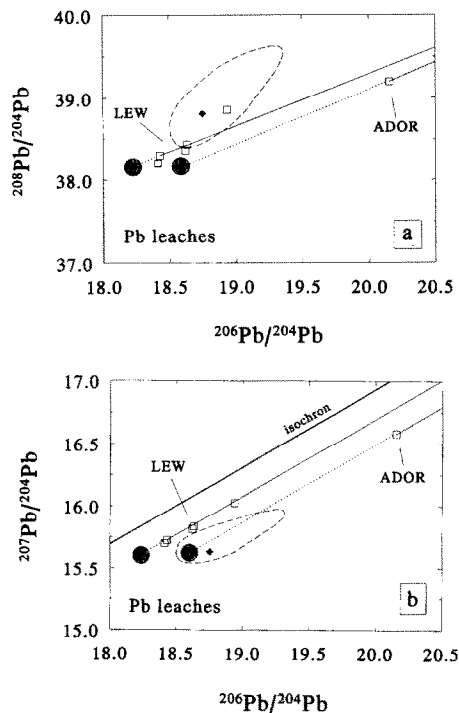 40.0
39.0
38.0
37.0
²⁰⁸Pb/²⁰⁴Pb
LEW
ADOR
Pb leaches
a
18.0 18.5 19.0 19.5 20.0 20.5
²⁰⁶Pb/²⁰⁴Pb
17.0
16.5
16.0
15.5
15.0
²⁰⁷Pb/²⁰⁴Pb
isochron
LEW
ADOR
Pb leaches
b
18.0 18.5 19.0 19.5 20.0 20.5
²⁰⁶Pb/²⁰⁴Pb